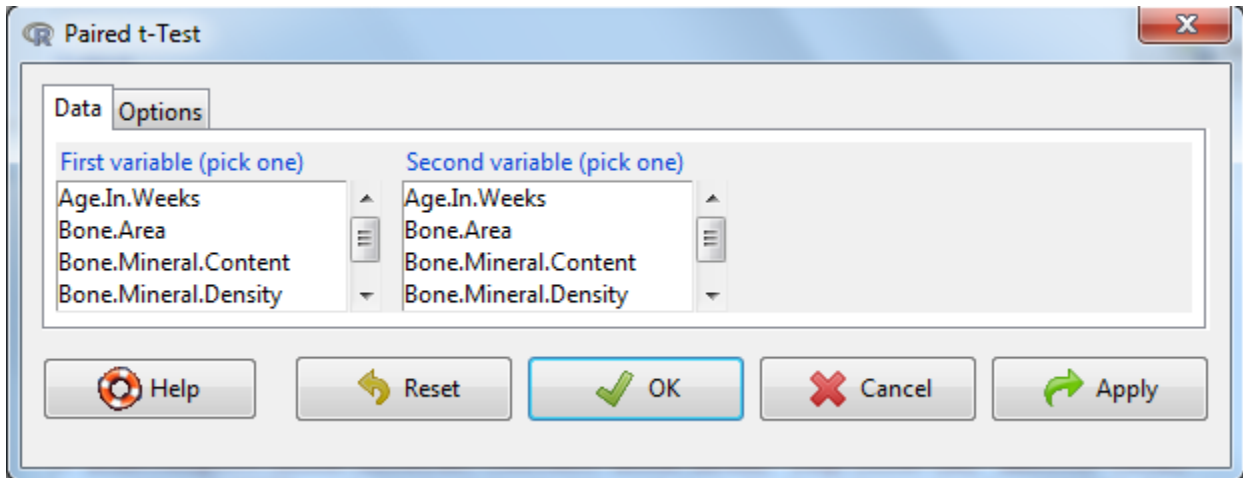 Paired t-Test
Data Options
First variable (pick one) Second variable (pick one)
Age.In.Weeks Age.In.Weeks
Bone.Area Bone.Area
Bone.Mineral.Content Bone.Mineral.Content
Bone.Mineral.Density Bone.Mineral.Density
Help Reset OK Cancel Apply